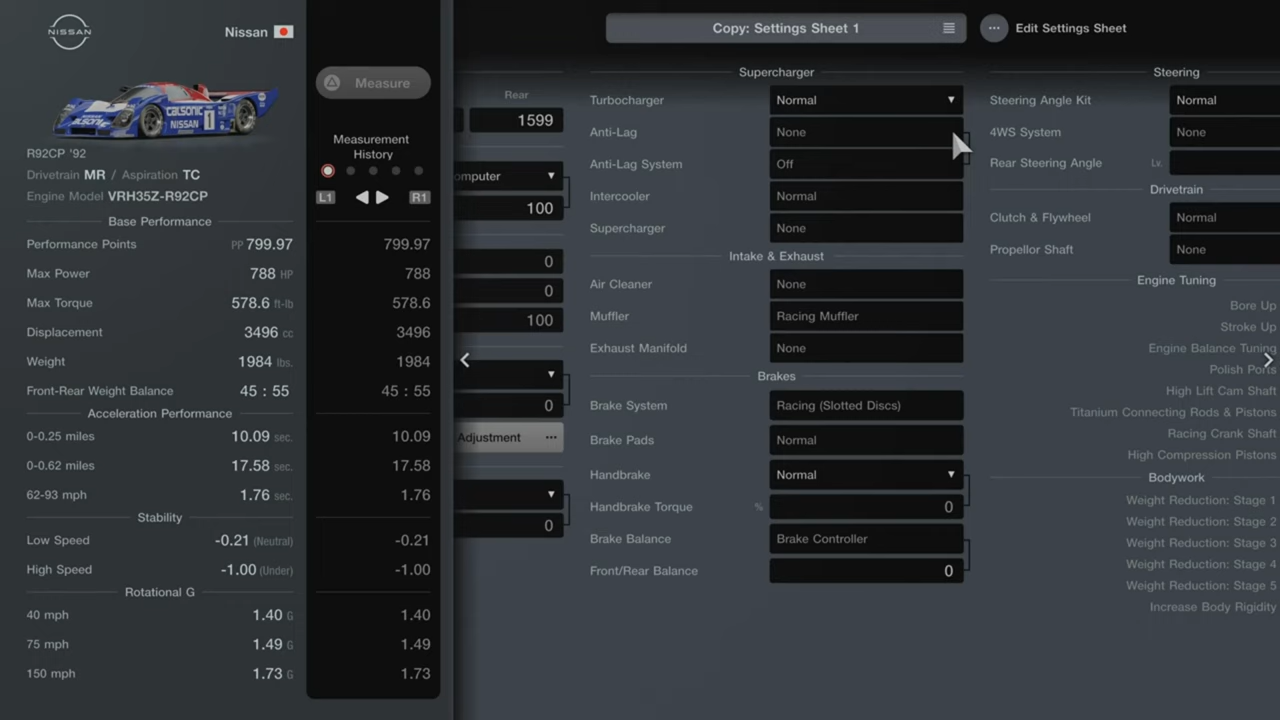 NISSAN
Nissan
Copy: Settings Sheet 1
Edit Settings Sheet
Measure
Measurement
History
L1
R1
calsonic
NISSAN
1
R92CP '92
Drivetrain MR / Aspiration TC
Engine Model VRH35Z-R92CP
Base Performance
Performance Points PP 799.97 799.97
Max Power 788 HP 788
Max Torque 578.6 ft-lb 578.6
Displacement 3496 cc 3496
Weight 1984 lbs. 1984
Front-Rear Weight Balance 45 : 55 45 : 55
Acceleration Performance
0-0.25 miles 10.09 sec. 10.09
0-0.62 miles 17.58 sec. 17.58
62-93 mph 1.76 sec. 1.76
Stability
Low Speed -0.21 (Neutral) -0.21
High Speed -1.00 (Under) -1.00
Rotational G
40 mph 1.40 G 1.40
75 mph 1.49 G 1.49
150 mph 1.73 G 1.73
Rear
1599
omputer
100
0
0
100
0
Adjustment ...
0
Supercharger
Turbocharger Normal
Anti-Lag None
Anti-Lag System Off
Intercooler Normal
Supercharger None
Intake & Exhaust
Air Cleaner None
Muffler Racing Muffler
Exhaust Manifold None
Brakes
Brake System Racing (Slotted Discs)
Brake Pads Normal
Handbrake Normal
Handbrake Torque % 0
Brake Balance Brake Controller
Front/Rear Balance 0
Steering
Steering Angle Kit Normal
4WS System None
Rear Steering Angle Lv.
Drivetrain
Clutch & Flywheel Normal
Propellor Shaft None
Engine Tuning
Bore Up
Stroke Up
Engine Balance Tuning
Polish Ports
High Lift Cam Shaft
Titanium Connecting Rods & Pistons
Racing Crank Shaft
High Compression Pistons
Bodywork
Weight Reduction: Stage 1
Weight Reduction: Stage 2
Weight Reduction: Stage 3
Weight Reduction: Stage 4
Weight Reduction: Stage 5
Increase Body Rigidity